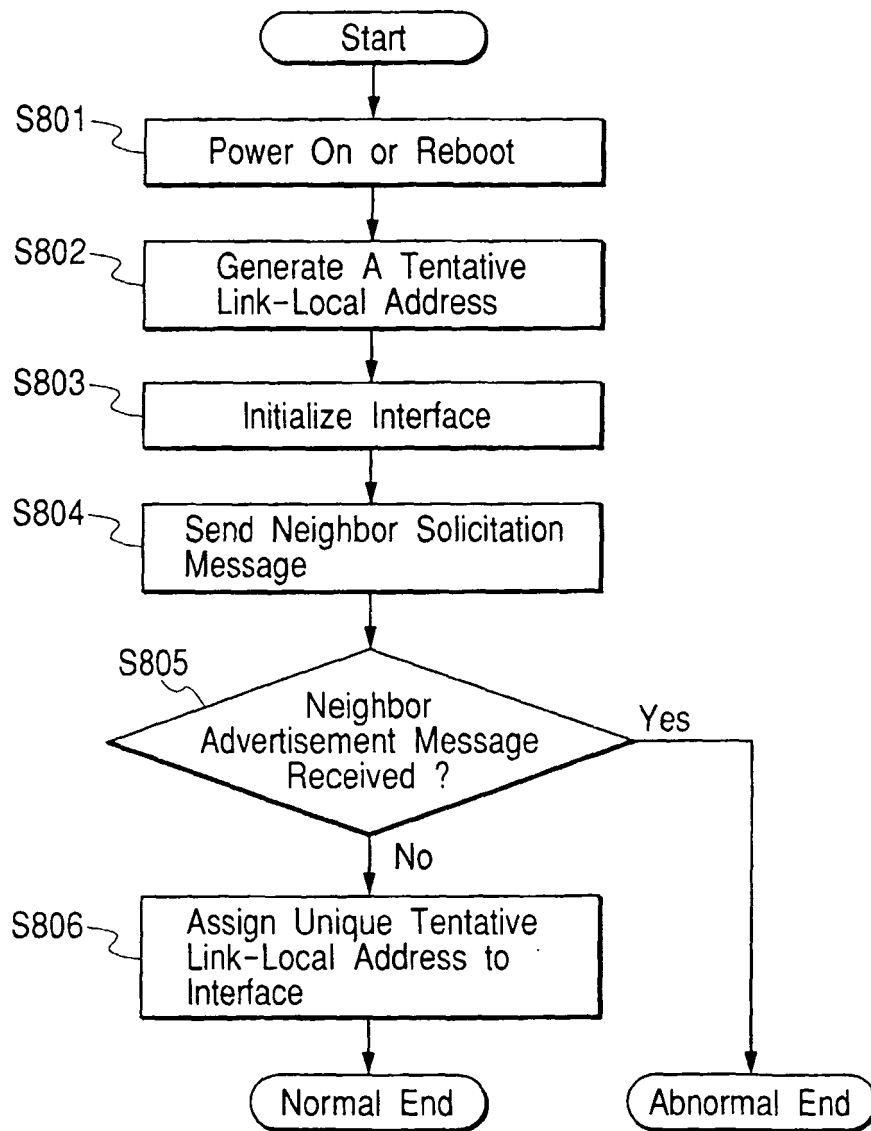 Start
S801
Power On or Reboot
S802
Generate A Tentative
Link-Local Address
S803
Initialize Interface
S804
Send Neighbor Solicitation
Message
S805
Neighbor
Advertisement Message
Received ?
Yes
No
S806
Assign Unique Tentative
Link-Local Address to
Interface
Normal End
Abnormal End